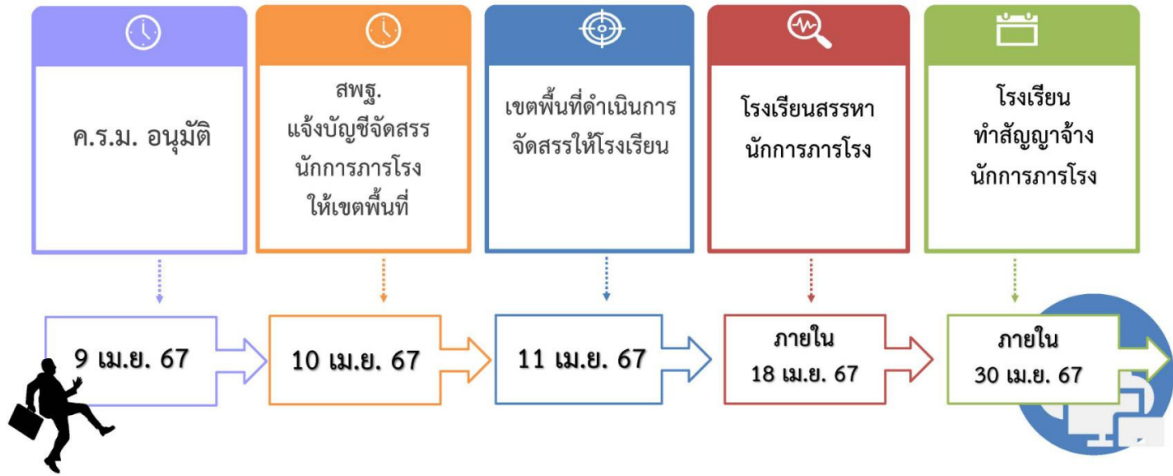 ค.ร.ม. อนุมัติ
สพฐ.
แจ้งบัญชีจัดสรร
นักการภารโรง
ให้เขตพื้นที่
เขตพื้นที่ดำเนินการ
จัดสรรให้โรงเรียน
โรงเรียนสรรหา
นักการภารโรง
โรงเรียน
ทำสัญญาจ้าง
นักการภารโรง
9 เม.ย. 67
10 เม.ย. 67
11 เม.ย. 67
ภายใน
18 เม.ย. 67
ภายใน
30 เม.ย. 67